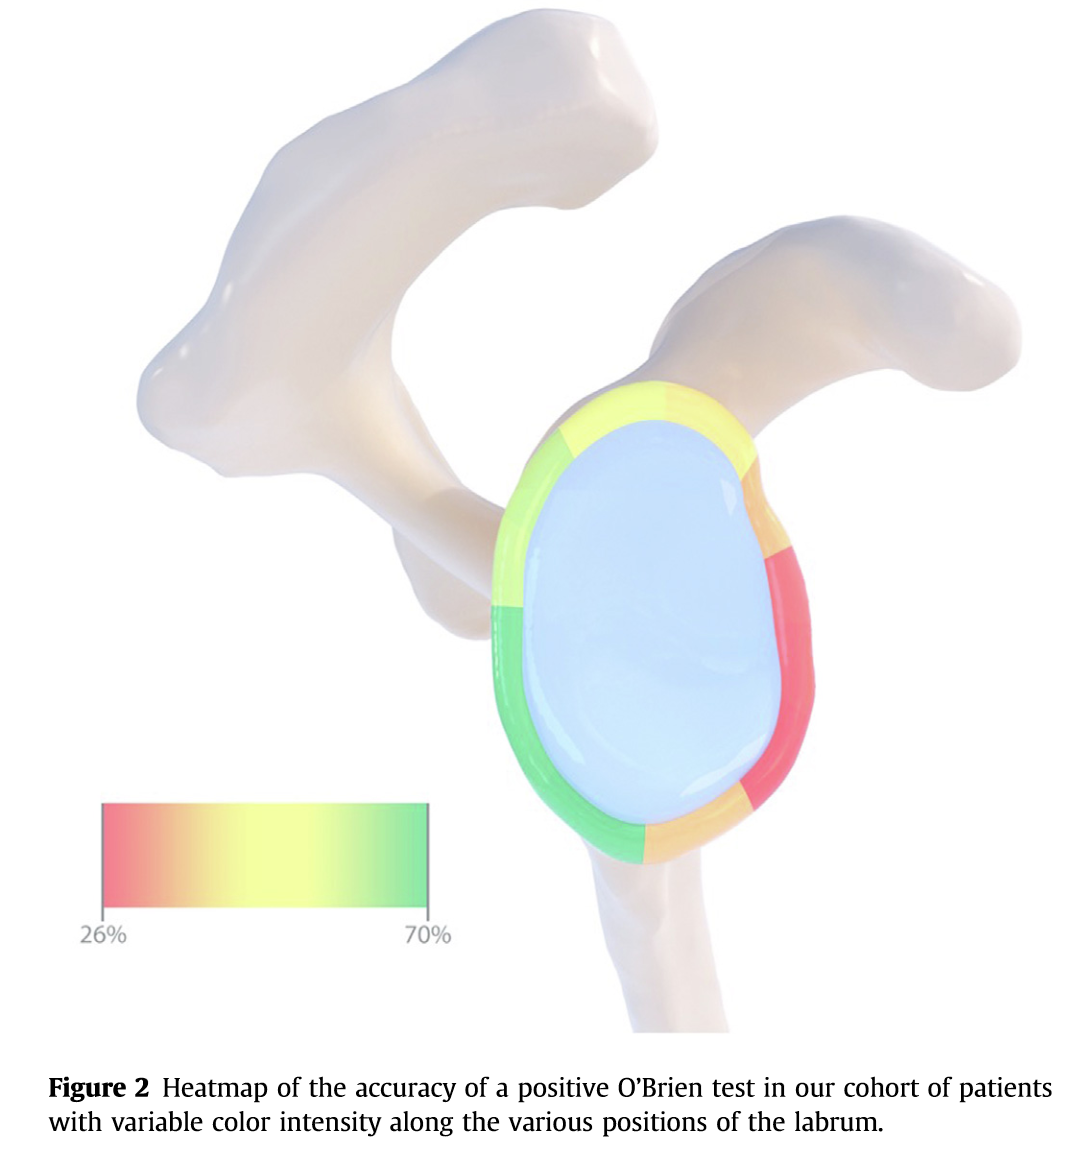 26%
70%
Figure 2 Heatmap of the accuracy of a positive O’Brien test in our cohort of patients
with variable color intensity along the various positions of the labrum.